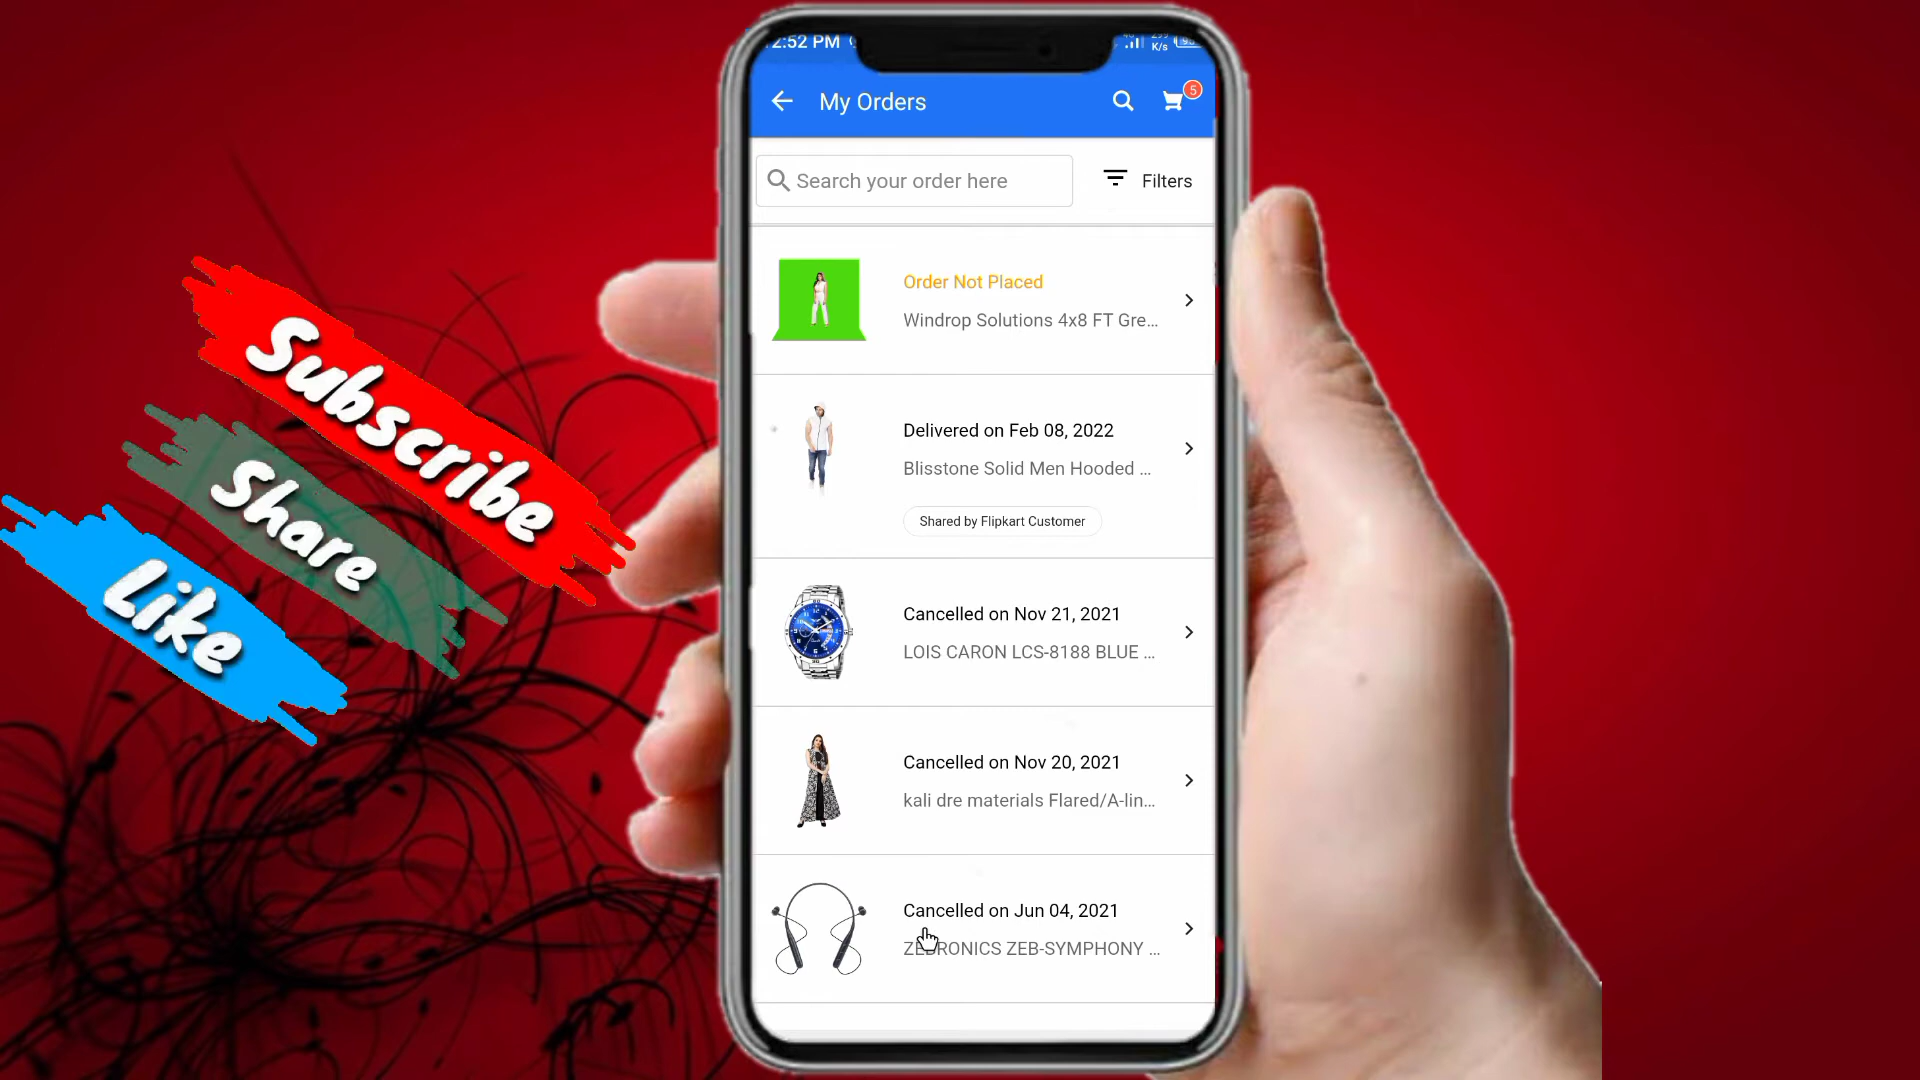 2:52 PM
K/s
My Orders
5
Search your order here
Filters
Order Not Placed
Windrop Solutions 4x8 FT Gre...
Delivered on Feb 08, 2022
Blisstone Solid Men Hooded ...
Shared by Flipkart Customer
Cancelled on Nov 21, 2021
LOIS CARON LCS-8188 BLUE ...
Cancelled on Nov 20, 2021
kali dre materials Flared/A-lin...
Cancelled on Jun 04, 2021
ZEBRONICS ZEB-SYMPHONY ...
Subscribe
Share
Like